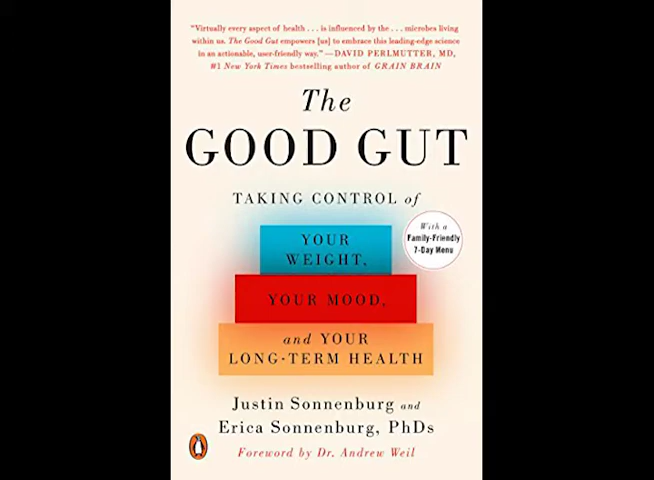 "Virtually every aspect of health . . . is influenced by the . . . microbes living
within us. The Good Gut empowers [us] to embrace this leading-edge science
in an actionable, user-friendly way." —DAVID PERLMUTTER, MD,
#1 New York Times bestselling author of GRAIN BRAIN
The
GOOD GUT
TAKING CONTROL of
YOUR
WEIGHT,
YOUR MOOD,
and YOUR
LONG-TERM HEALTH
With a
Family-Friendly
7-Day Menu
Justin Sonnenburg and
Erica Sonnenburg, PhDs
Foreword by Dr. Andrew Weil